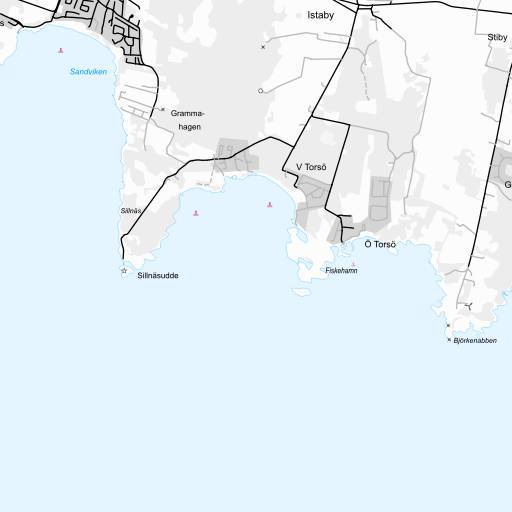 Istaby
s
Stiby
Sandviken
Gramma-
hagen
V Torsö
G
Sillnäs
Ö Torsö
Fiskehamn
Sillnäsudde
Björkenabben